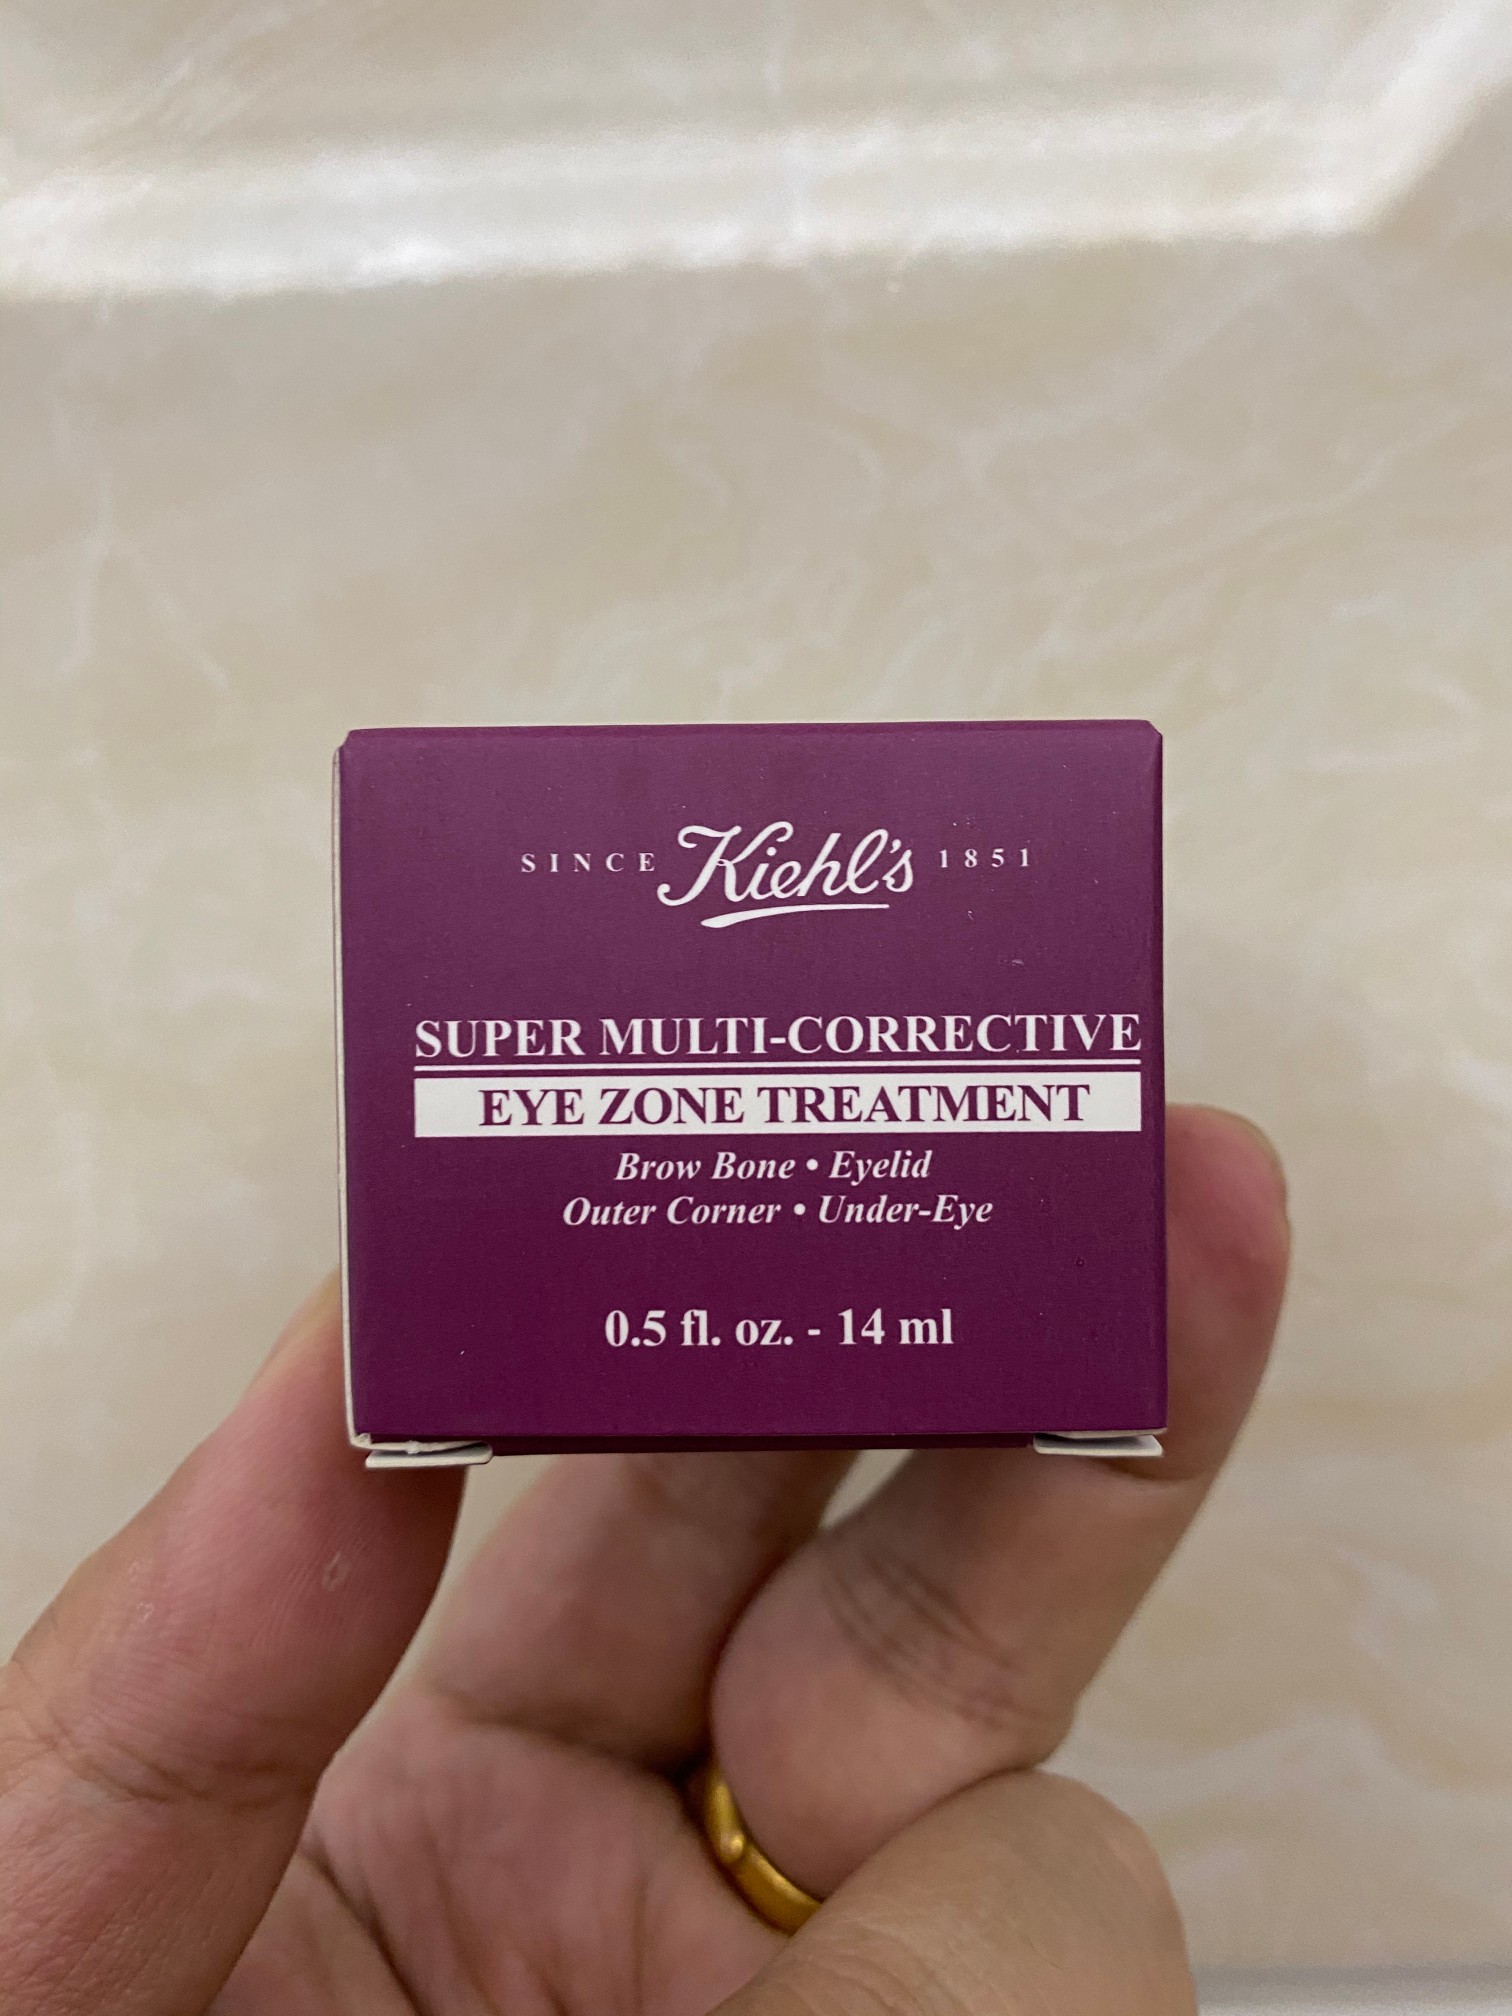 SINCE Kiehl's 1851
SUPER MULTI-CORRECTIVE
EYE ZONE TREATMENT
Brow Bone • Eyelid
Outer Corner • Under-Eye
0.5 fl. oz. - 14 ml